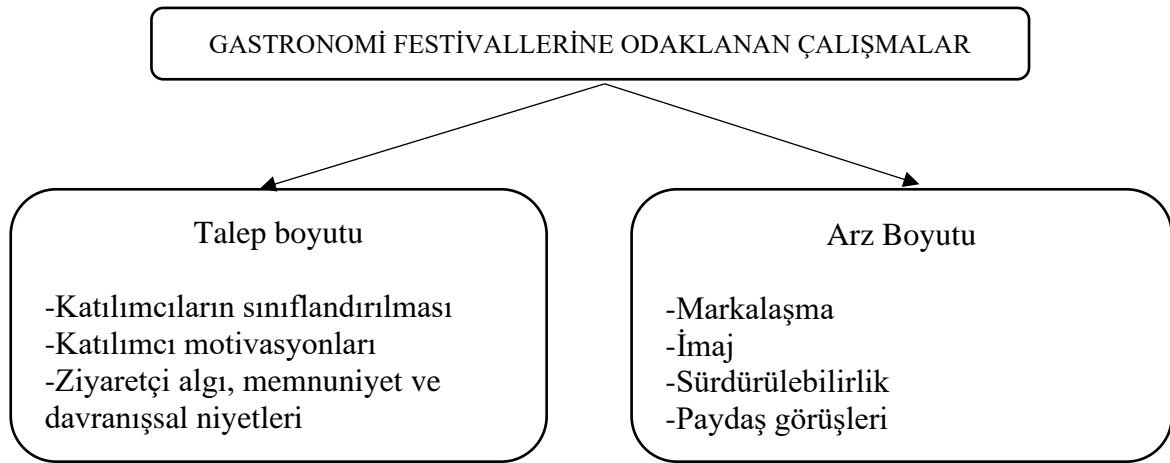 GASTRONOMİ FESTİVALLERİNE ODAKLANAN ÇALIŞMALAR
Talep boyutu
-Katılımcıların sınıflandırılması
-Katılımcı motivasyonları
-Ziyaretçi algı, memnuniyet ve
davranışsal niyetleri
Arz Boyutu
-Markalaşma
-İmaj
-Sürdürülebilirlik
-Paydaş görüşleri